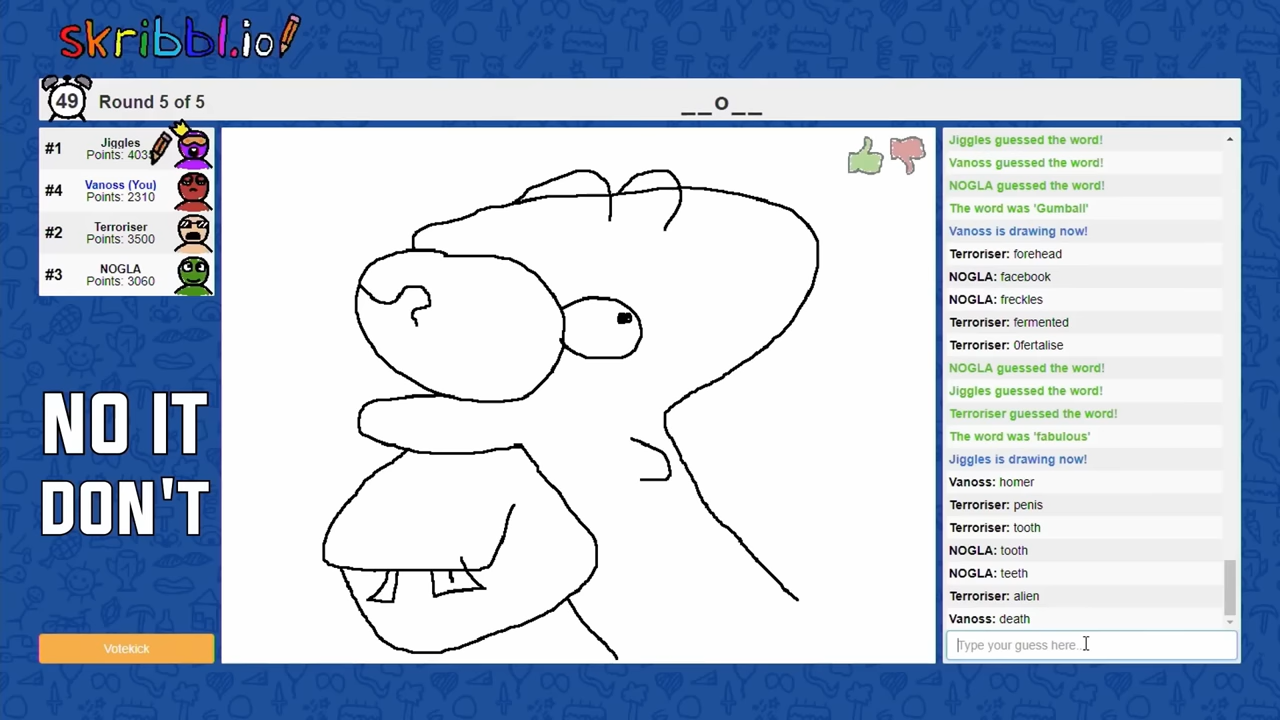 skribbl.io
49
Round 5 of 5
__o__
#1
Jiggles
Points: 403
#4
Vanoss (You)
Points: 2310
#2
Terroriser
Points: 3500
#3
NOGLA
Points: 3060
NO IT
DON'T
Votekick
Jiggles guessed the word!
Vanoss guessed the word!
NOGLA guessed the word!
The word was 'Gumball'
Vanoss is drawing now!
Terroriser: forehead
NOGLA: facebook
NOGLA: freckles
Terroriser: fermented
Terroriser: 0fertalise
NOGLA guessed the word!
Jiggles guessed the word!
Terroriser guessed the word!
The word was 'fabulous'
Jiggles is drawing now!
Vanoss: homer
Terroriser: penis
Terroriser: tooth
NOGLA: tooth
NOGLA: teeth
Terroriser: alien
Vanoss: death
Type your guess here...